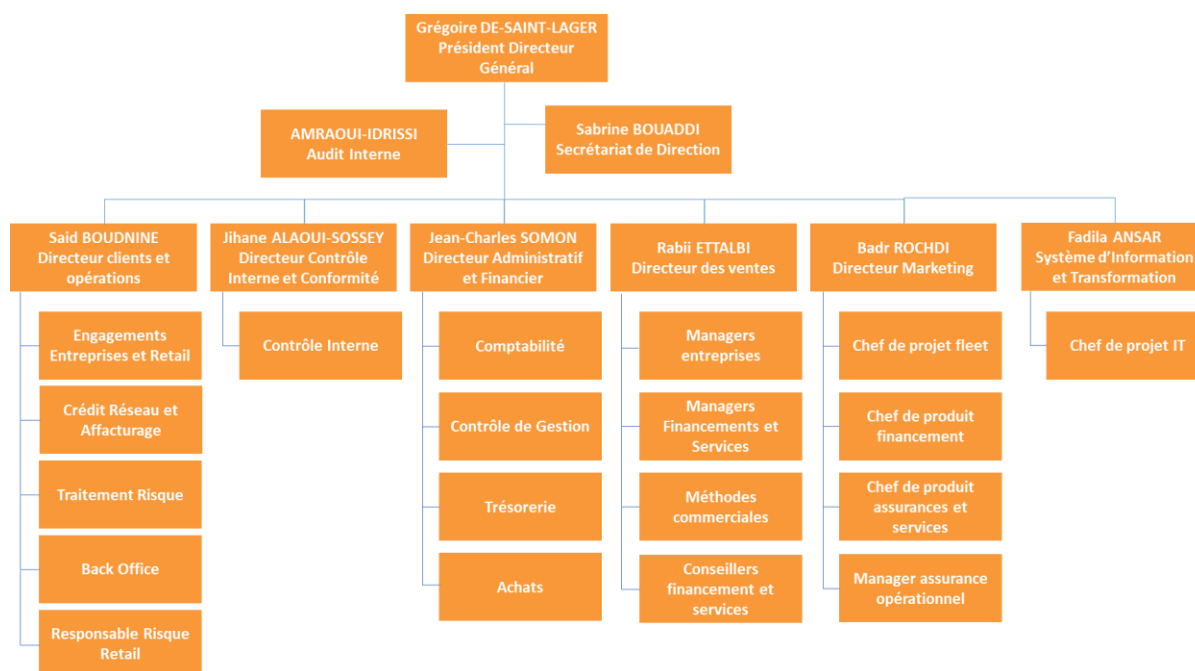 Grégoire DE-SAINT-LAGER
Président Directeur
Général
AMRAOUI-IDRISSI
Audit Interne
Sabrine BOUADDI
Secrétariat de Direction
Said BOUDNINE
Directeur clients et
opérations
Jihane ALAOUI-SOSSEY
Directeur Contrôle
Interne et Conformité
Jean-Charles SOMON
Directeur Administratif
et Financier
Rabii ETTALBI
Directeur des ventes
Badr ROCHDI
Directeur Marketing
Fadila ANSAR
Système d’Information
et Transformation
Engagements
Entreprises et Retail
Crédit Réseau et
Affacturage
Traitement Risque
Back Office
Responsable Risque
Retail
Contrôle Interne
Comptabilité
Contrôle de Gestion
Trésorerie
Achats
Managers
entreprises
Managers
Financements et
Services
Méthodes
commerciales
Conseillers
financement et
services
Chef de projet fleet
Chef de produit
financement
Chef de produit
assurances et
services
Manager assurance
opérationnel
Chef de projet IT